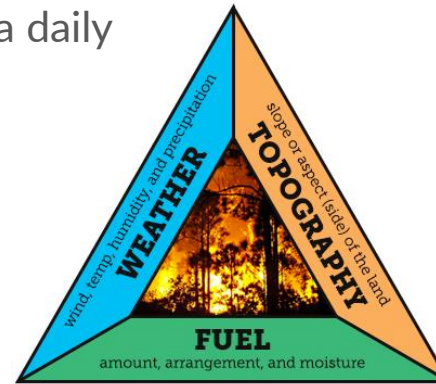 a daily
wind, temp, humidity, and precipitation
WEATHER
slope or aspect (side) of the land
TOPOGRAPHY
FUEL
amount, arrangement, and moisture